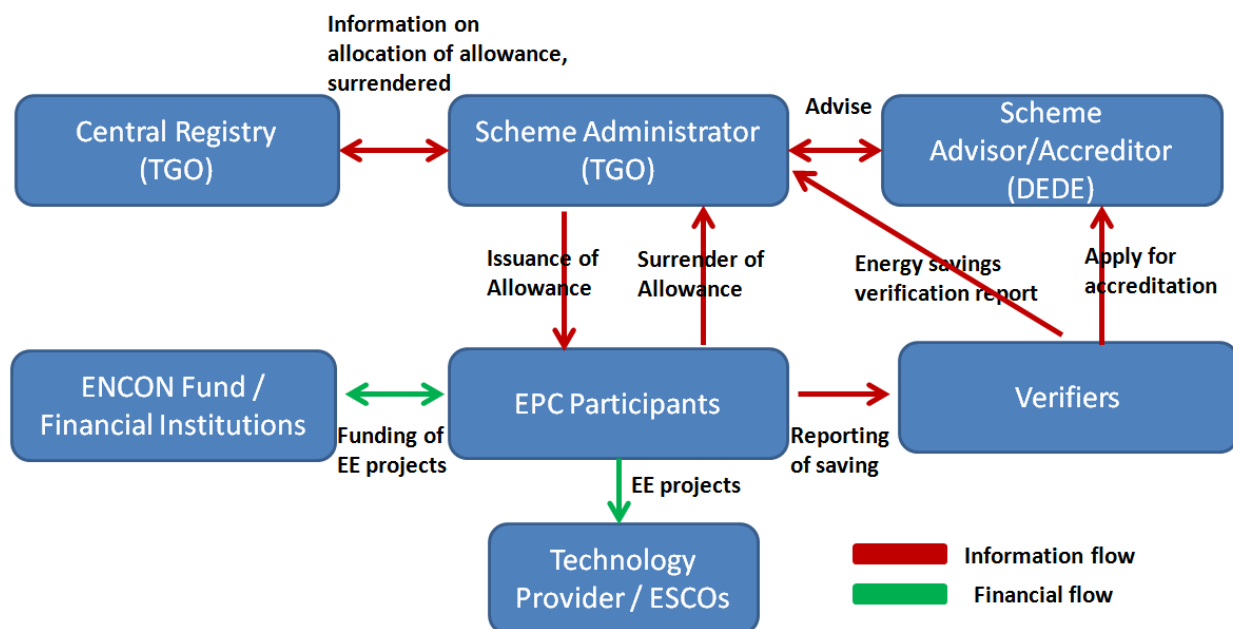 Information on
allocation of allowance,
surrendered
Central Registry
(TGO)
Scheme Administrator
(TGO)
Advise
Scheme
Advisor/Accreditor
(DEDE)
Issuance of
Allowance
Surrender of
Allowance
Energy savings
verification report
Apply for
accreditation
ENCON Fund /
Financial Institutions
Funding of
EE projects
EPC Participants
Reporting
of saving
Verifiers
EE projects
Technology
Provider / ESCOs
Information flow
Financial flow